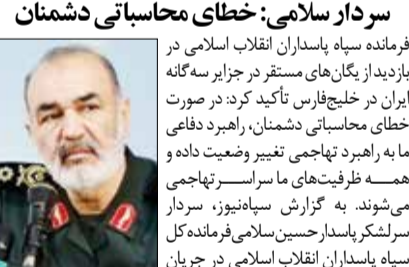 سردار سلامی: خطای محاسباتی دشمنان
فرمانده سپاه پاسداران انقلاب اسلامی در
بازدید از یگان‌های مستقر در جزایر سه‌گانه
ایران در خلیج‌فارس تأکید کرد: در صورت
خطای محاسباتی دشمنان، راهبرد دفاعی
ما به راهبرد تهاجمی تغییر وضعیت داده و
همه ظرفیت‌های ما سراسر تهاجمی
می‌شوند. به گزارش سپاه‌نیوز، سردار
سرلشکر پاسدار حسین سلامی فرمانده کل
سپاه پاسداران انقلاب اسلامی در جریان